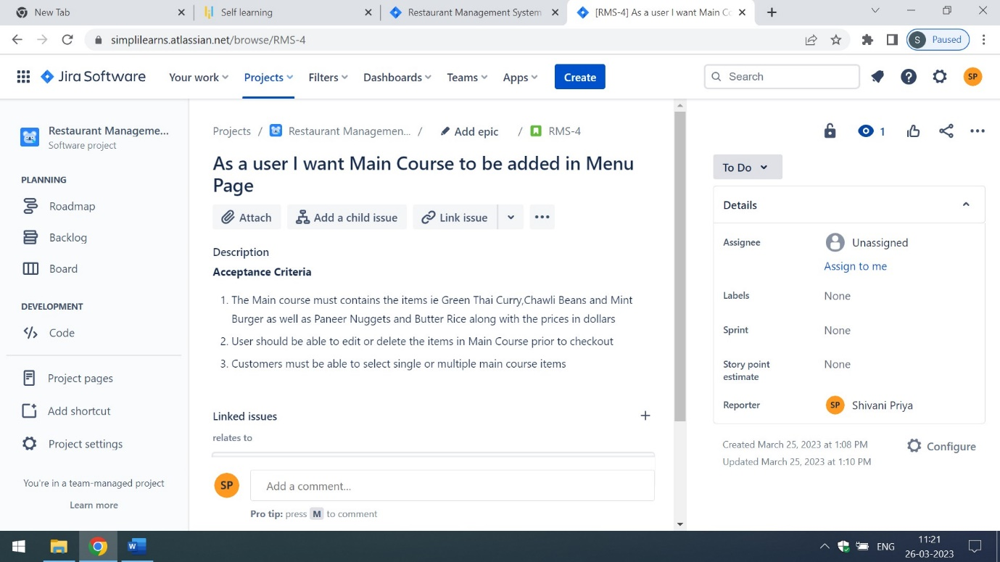 New Tab
Self learning
Restaurant Management System
[RMS-4] As a user I want Main Co
simplilearns.atlassian.net/browse/RMS-4
S Paused
Jira Software
Your work
Projects
Filters
Dashboards
Teams
Apps
Create
Search
SP
Restaurant Manageme...
Software project
PLANNING
Roadmap
Backlog
Board
DEVELOPMENT
Code
Project pages
Add shortcut
Project settings
You're in a team-managed project
Learn more
Projects / Restaurant Managemen... / Add epic / RMS-4
As a user I want Main Course to be added in Menu
Page
Attach
Add a child issue
Link issue
Description
Acceptance Criteria
1. The Main course must contains the items ie Green Thai Curry,Chawli Beans and Mint
Burger as well as Paneer Nuggets and Butter Rice along with the prices in dollars
2. User should be able to edit or delete the items in Main Course prior to checkout
3. Customers must be able to select single or multiple main course items
Linked issues
relates to
SP
Add a comment...
Pro tip: press M to comment
1
To Do
Details
Assignee
Unassigned
Assign to me
Labels
None
Sprint
None
Story point
estimate
None
Reporter
SP Shivani Priya
Created March 25, 2023 at 1:08 PM
Updated March 25, 2023 at 1:10 PM
Configure
W
ENG
11:21
26-03-2023